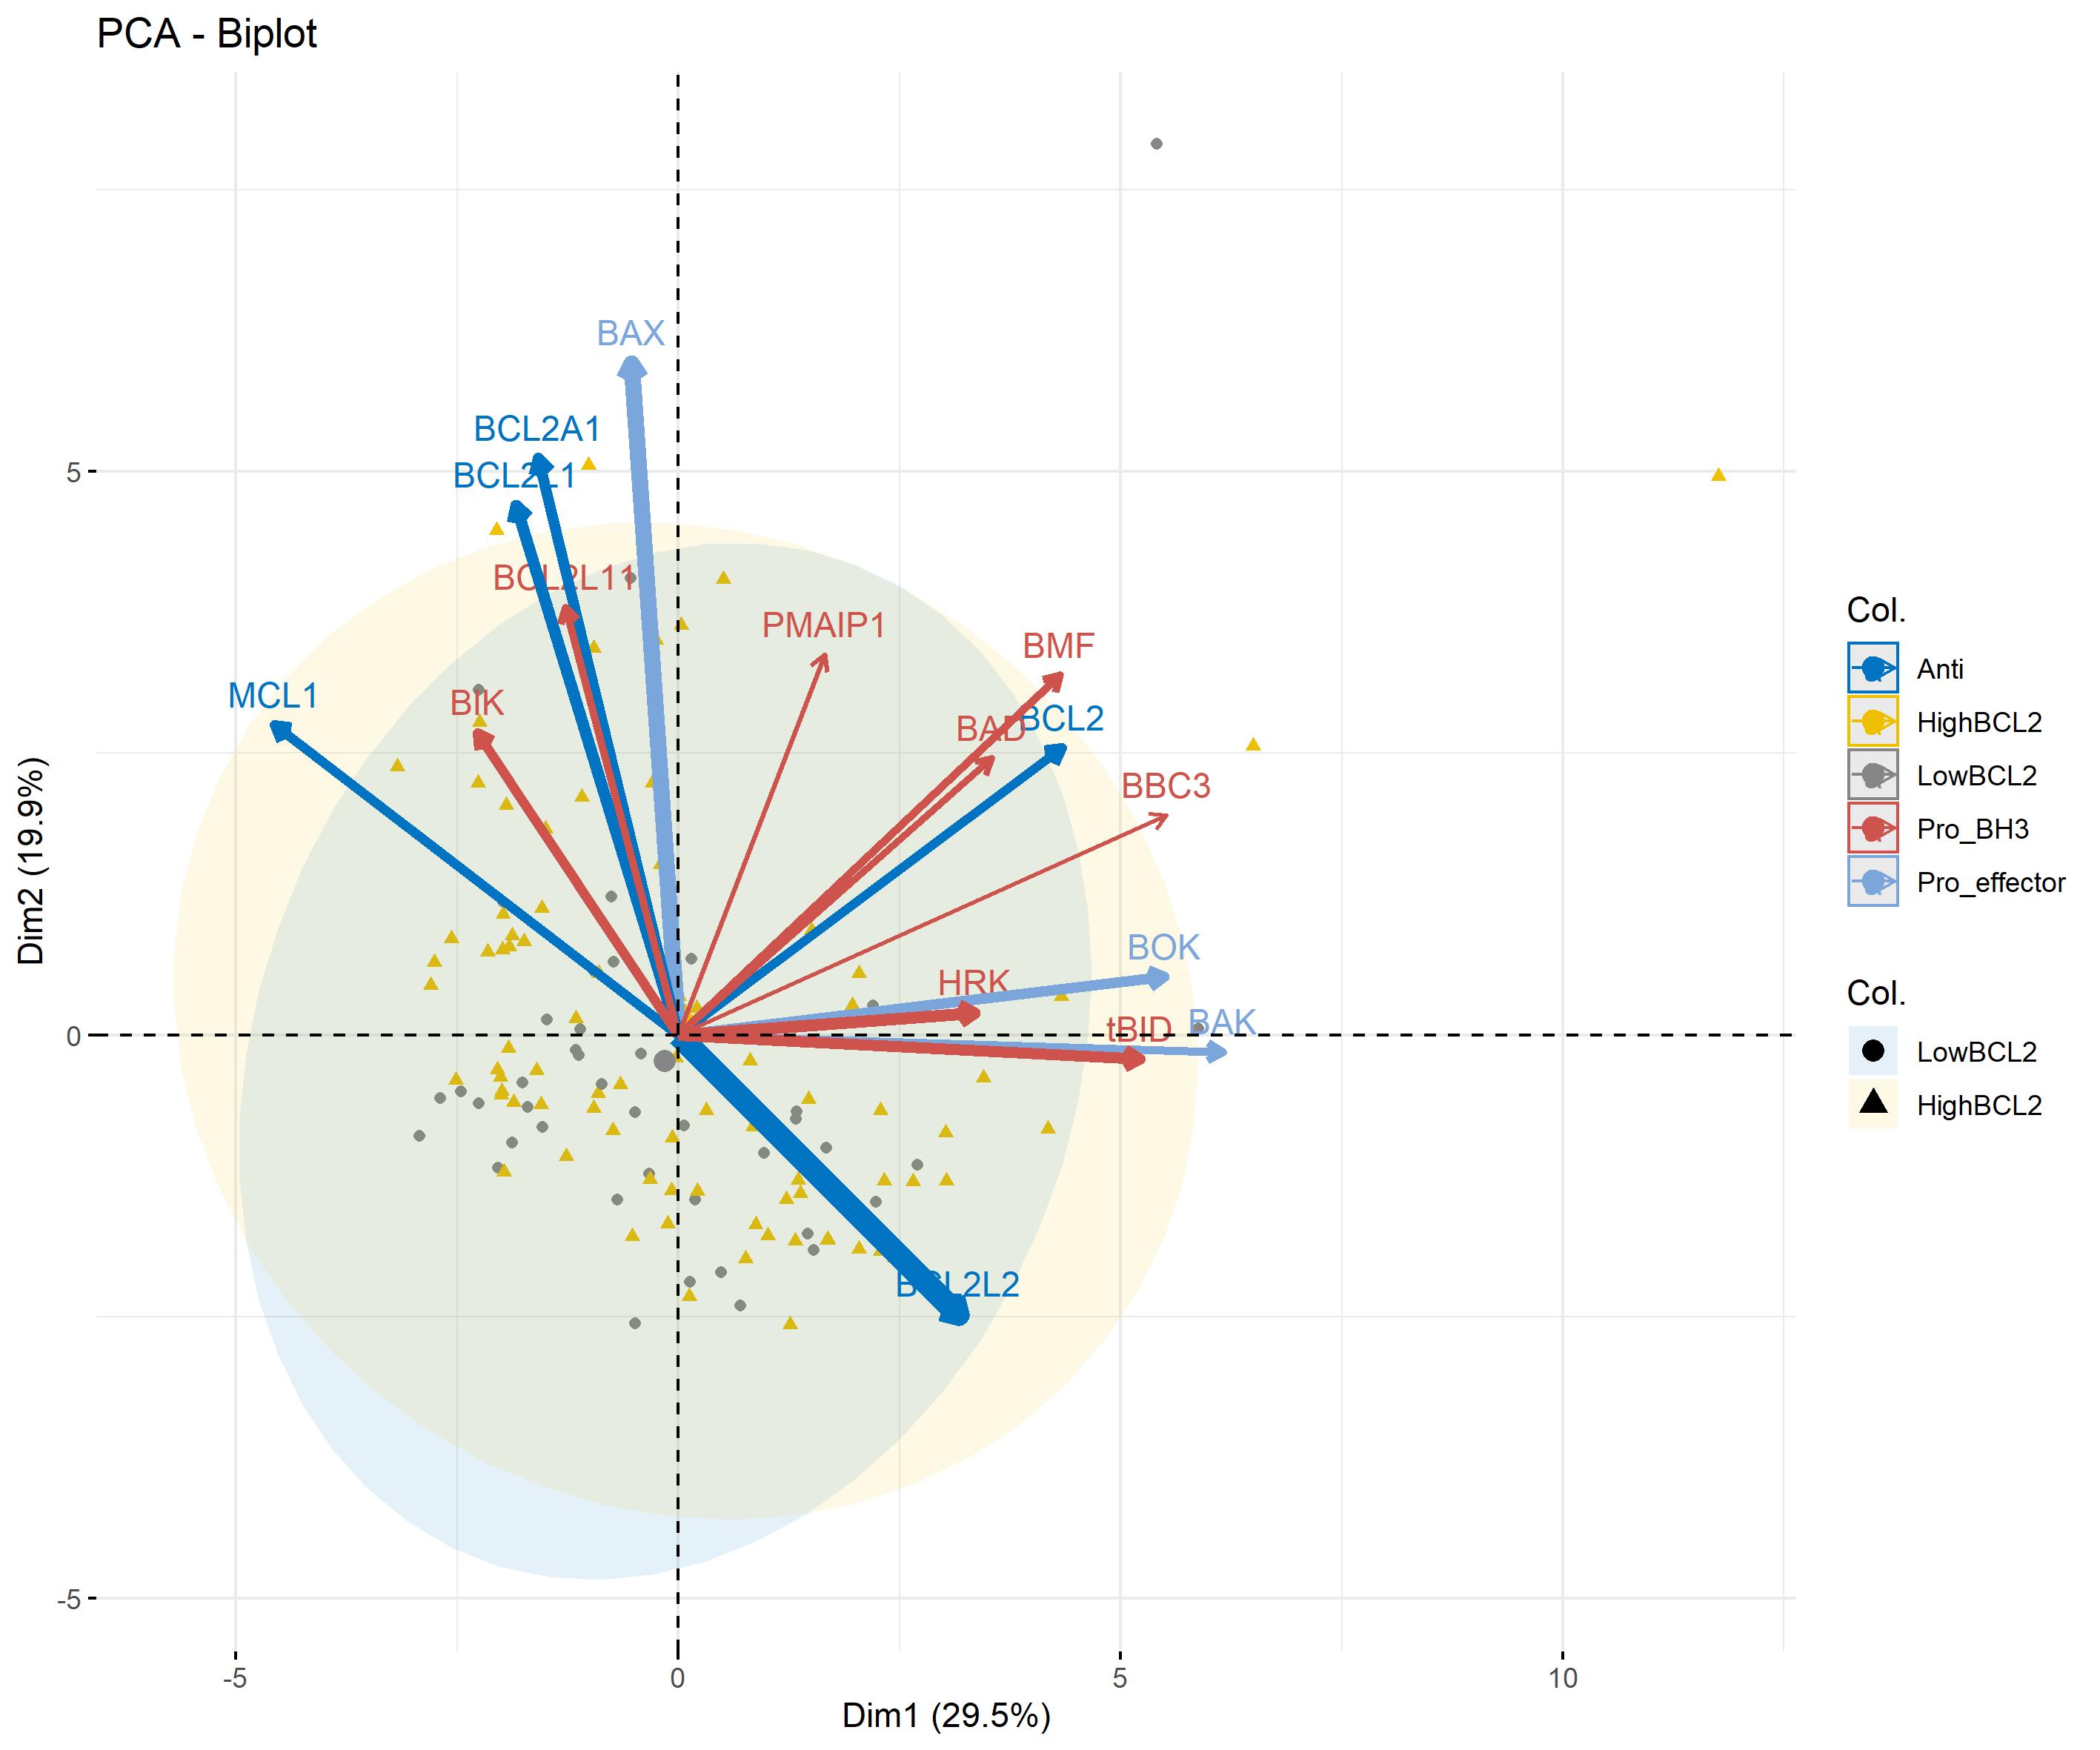 PCA - Biplot
BAX
BCL2A1
BCL2L1
BCL2L11
PMAIP1
BMF
MCL1
BIK
BCL2
BAD
BBC3
BOK
HRK
BAK
tBID
BCL2L2
5
0
-5
-5
0
5
10
Dim1 (29.5%)
Dim2 (19.9%)
Col.
Anti
HighBCL2
LowBCL2
Pro_BH3
Pro_effector
Col.
LowBCL2
HighBCL2